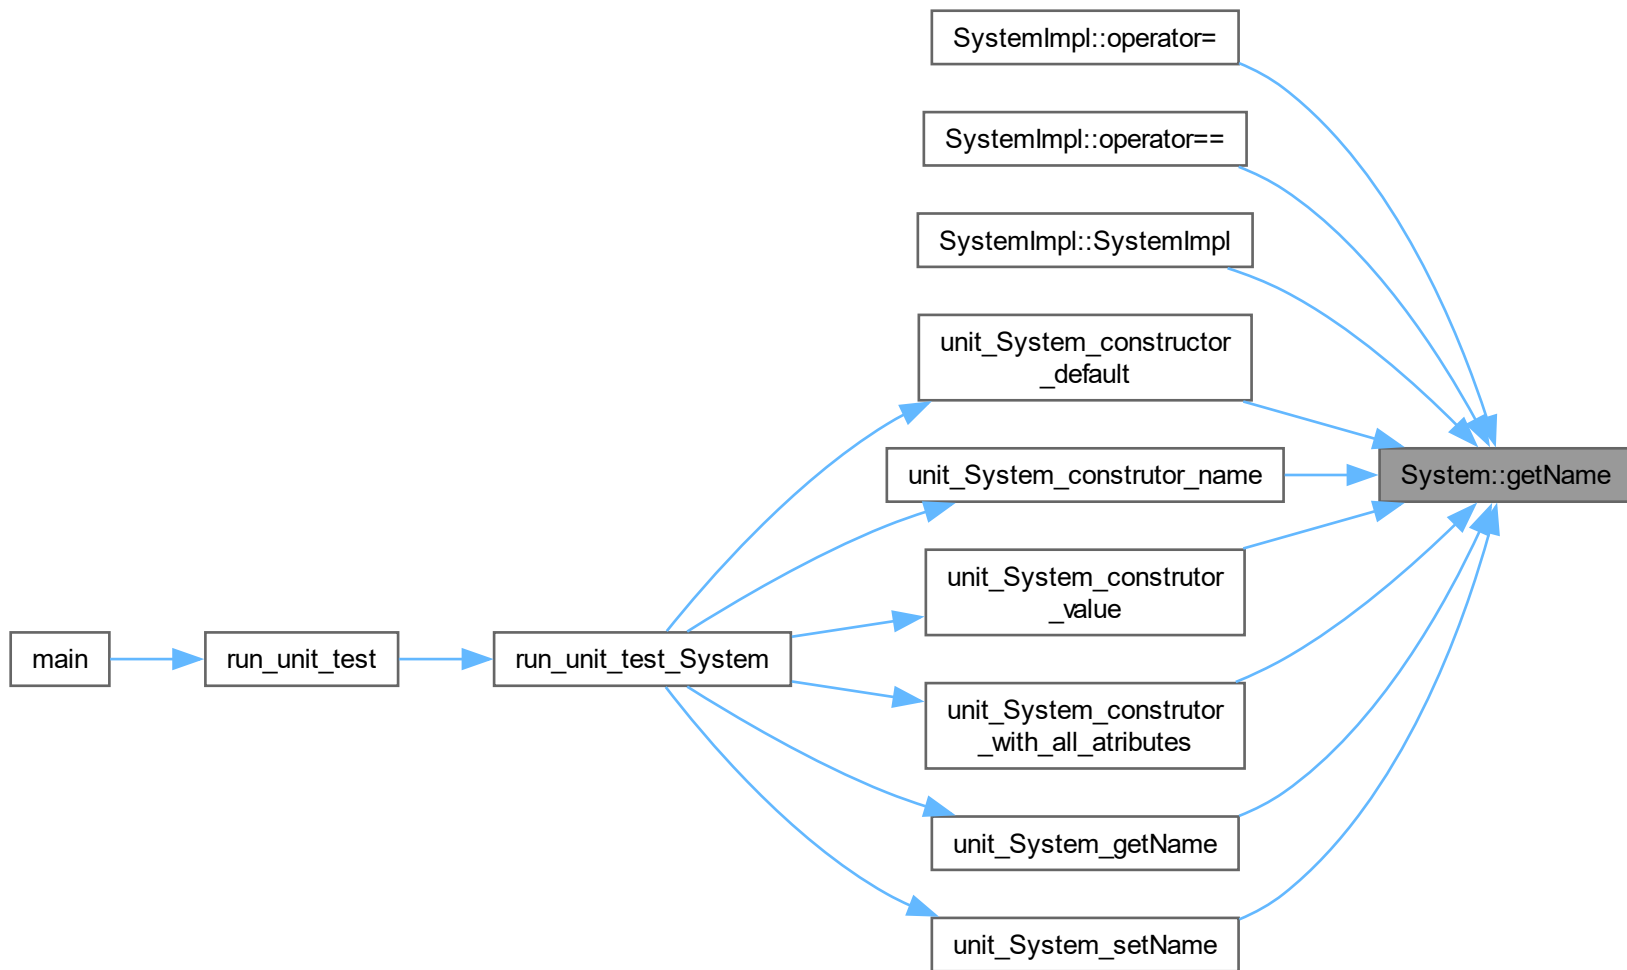 SystemImpl::operator=
SystemImpl::operator==
SystemImpl::SystemImpl
unit_System_constructor
_default
unit_System_construtor_name
System::getName
unit_System_construtor
_value
main
run_unit_test
run_unit_test_System
unit_System_construtor
_with_all_atributes
unit_System_getName
unit_System_setName